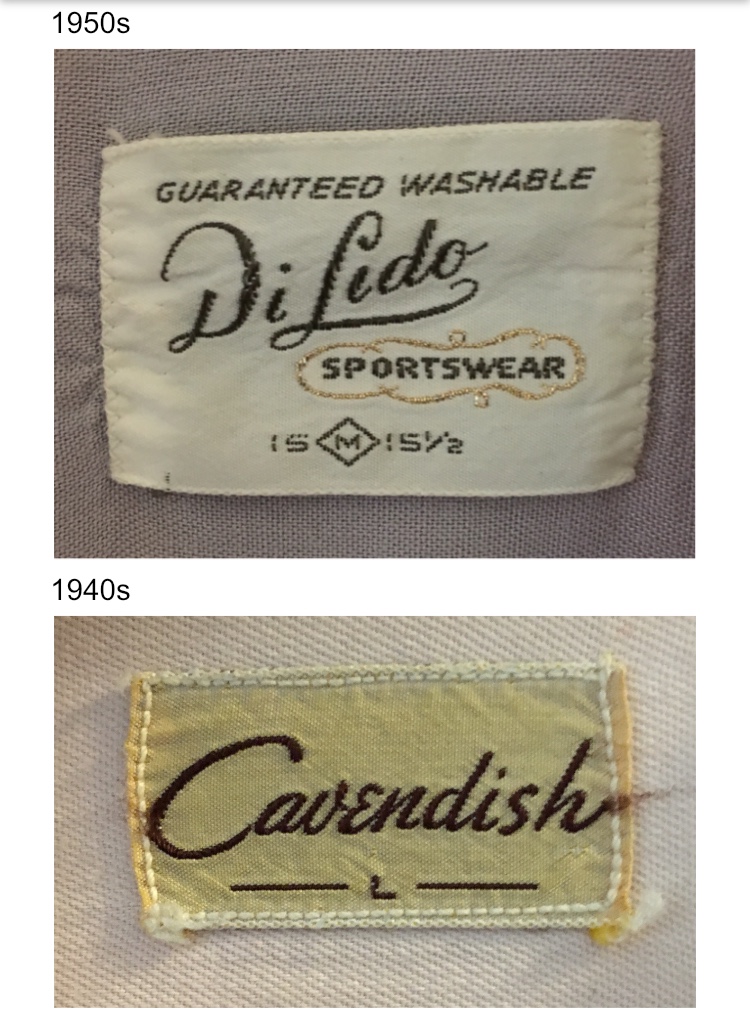 1950s
GUARANTEED WASHABLE
Di Lido
SPORTSWEAR
15 M 15½
1940s
Cavendish
L